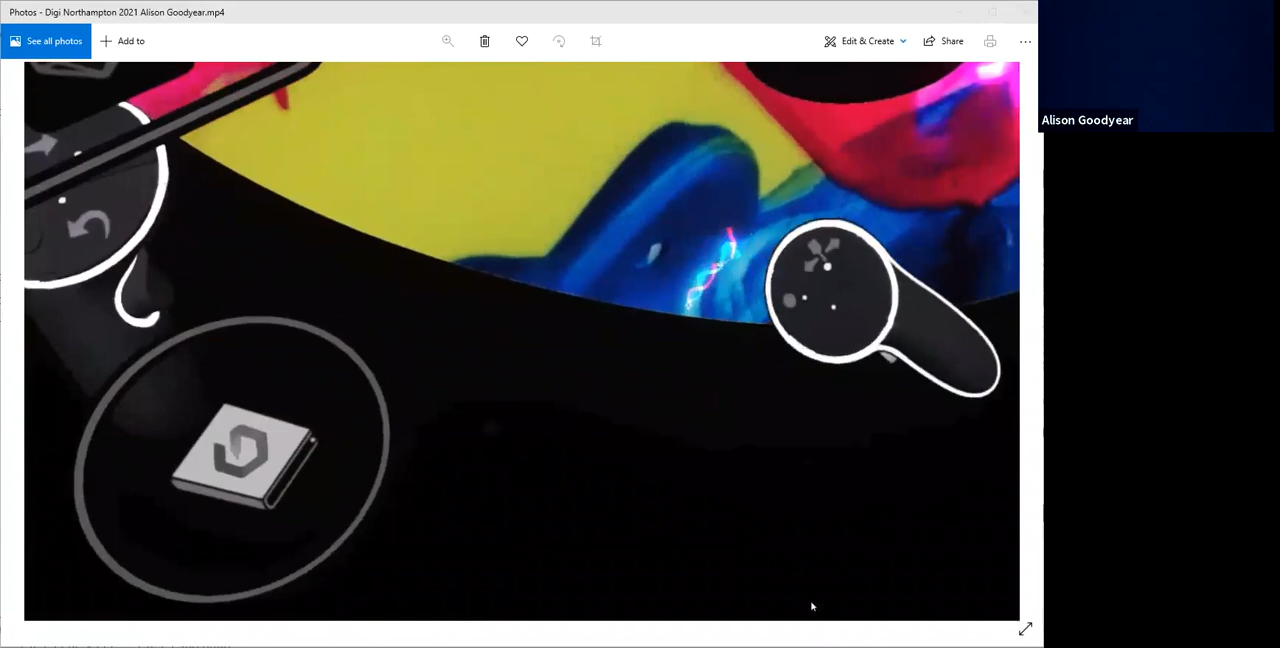 Photos - Digi Northampton 2021 Alison Goodyear.mp4
See all photos
Add to
Edit & Create
Share
Alison Goodyear